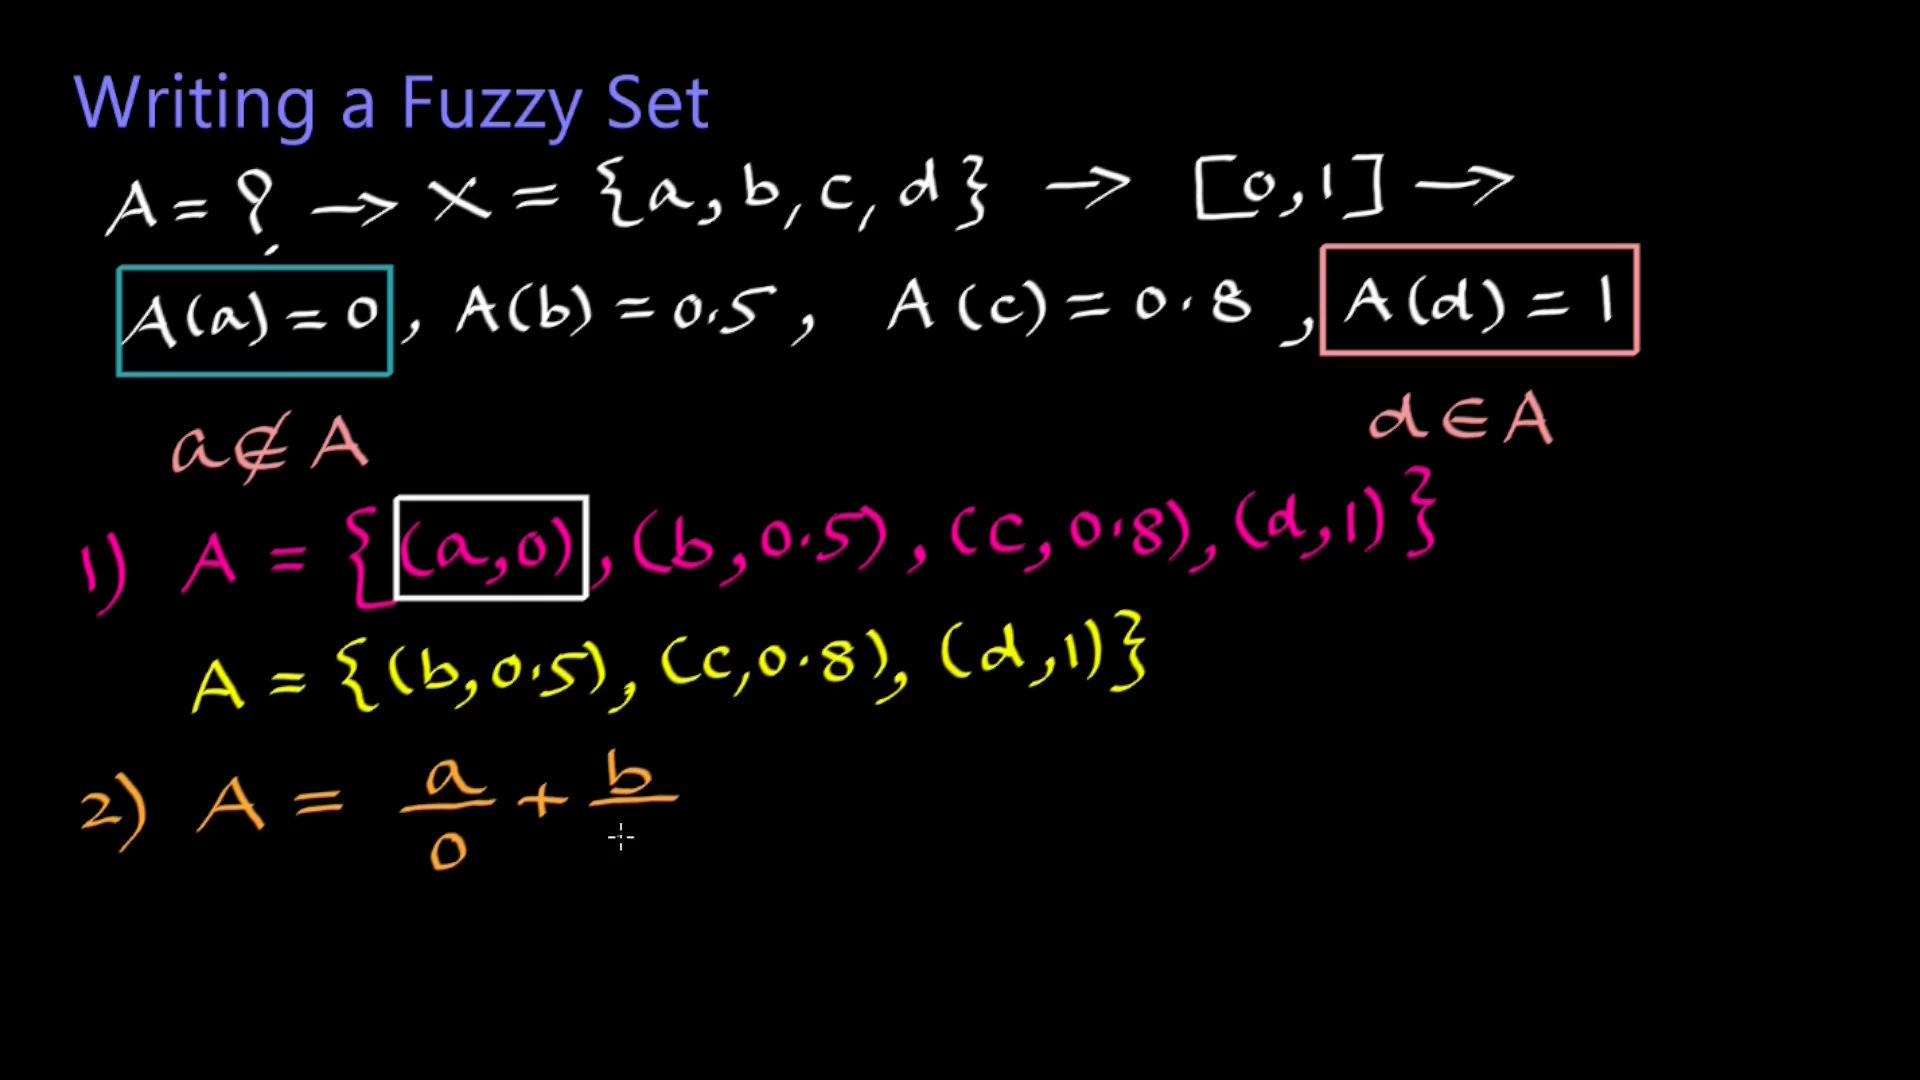 Writing a Fuzzy Set
A = ? → X = {a, b, c, d} → [0, 1] →
A(a) = 0, A(b) = 0.5, A(c) = 0.8, A(d) = 1
a ∉ A d ∈ A
1) A = {(a, 0), (b, 0.5), (c, 0.8), (d, 1)}
A = {(b, 0.5), (c, 0.8), (d, 1)}
2) A = a/0 + b/